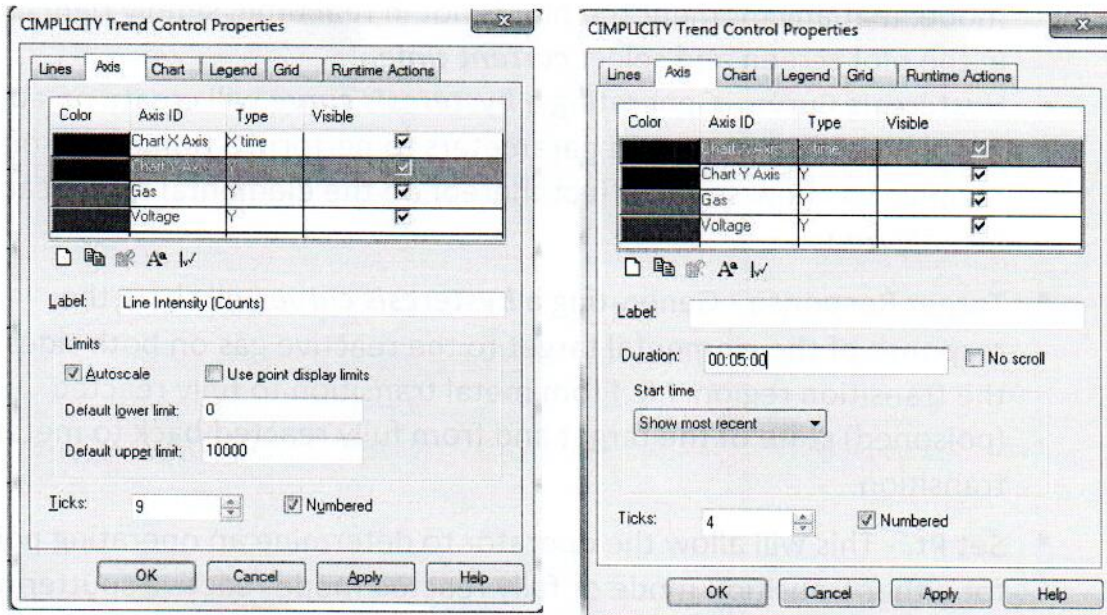 CIMPLICITY Trend Control Properties
Lines Axis Chart Legend Grid Runtime Actions
Color Axis ID Type Visible
Chart X Axis X time
Chart Y Axis
Gas Y
Voltage Y
Label: Line Intensity (Counts)
Limits
Autoscale Use point display limits
Default lower limit: 0
Default upper limit: 10000
Ticks: 9 Numbered
OK Cancel Apply Help
CIMPLICITY Trend Control Properties
Lines Axis Chart Legend Grid Runtime Actions
Color Axis ID Type Visible
Chart X Axis X time
Chart Y Axis Y
Gas Y
Voltage Y
Label:
Duration: 00:05:00 No scroll
Start time
Show most recent
Ticks: 4 Numbered
OK Cancel Apply Help